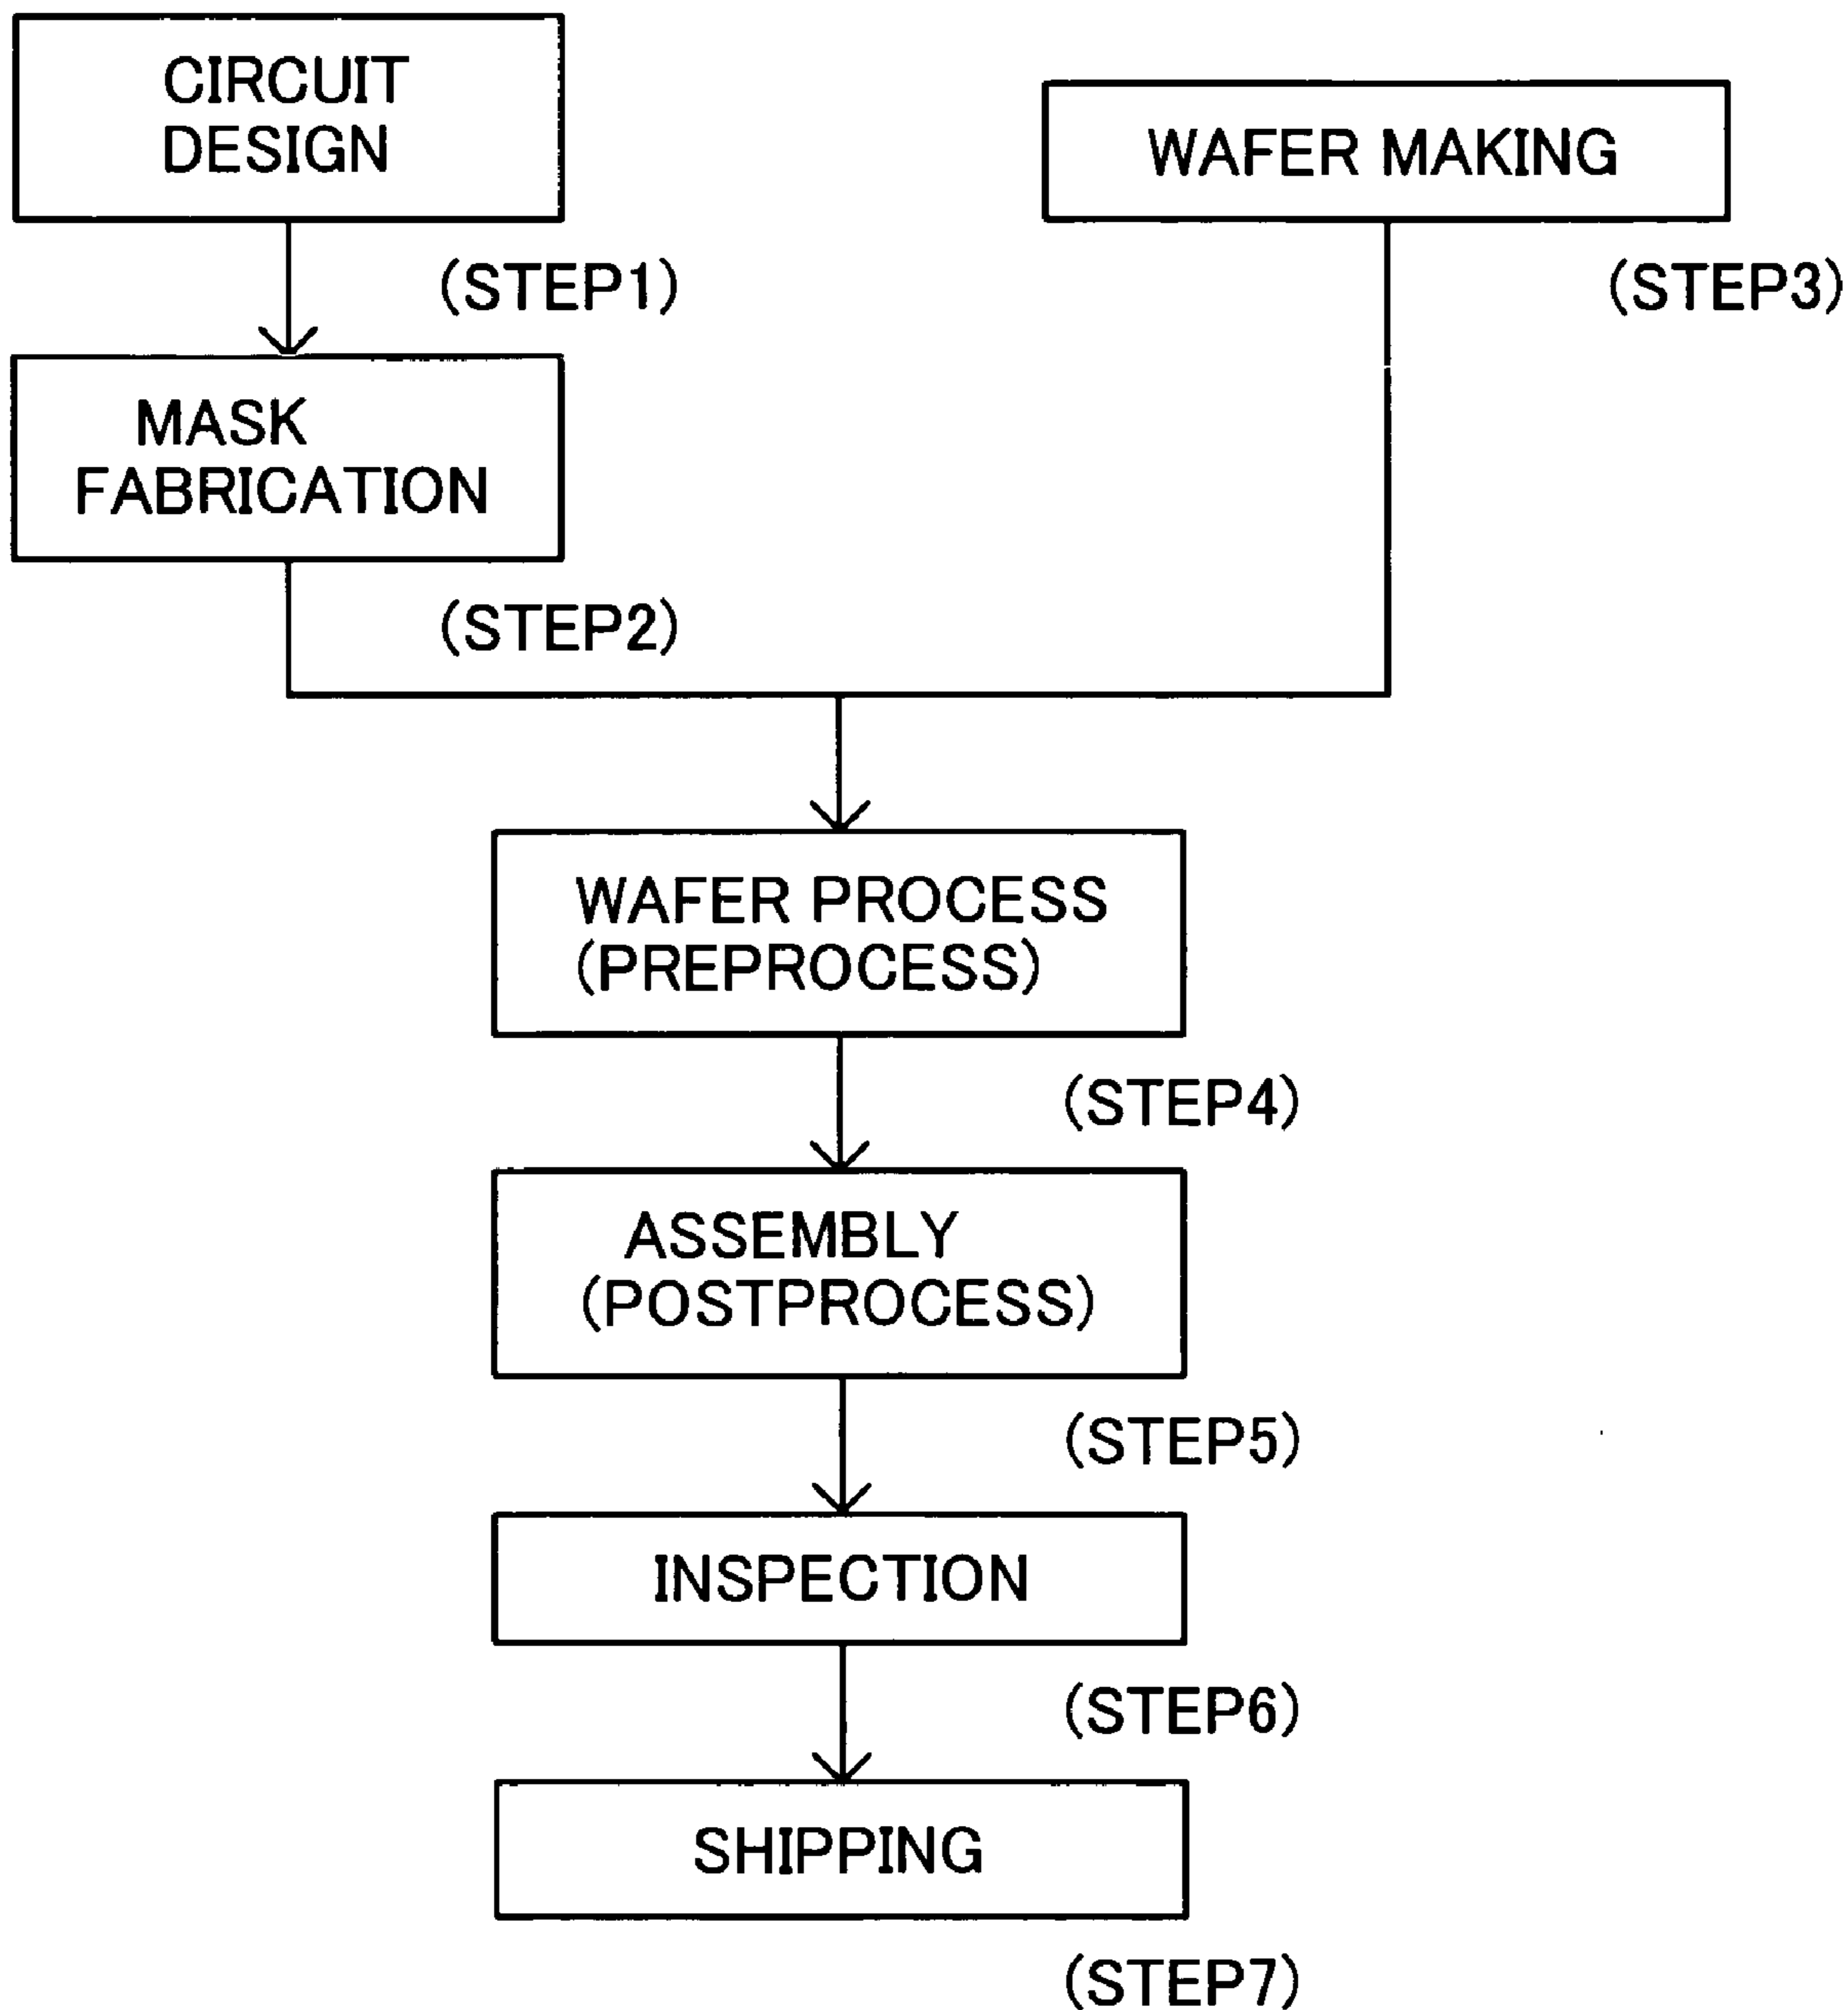 CIRCUIT
DESIGN
WAFER MAKING
(STEP1)
(STEP3)
MASK
FABRICATION
(STEP2)
WAFER PROCESS
(PREPROCESS)
(STEP4)
ASSEMBLY
(POSTPROCESS)
(STEP5)
INSPECTION
(STEP6)
SHIPPING
(STEP7)